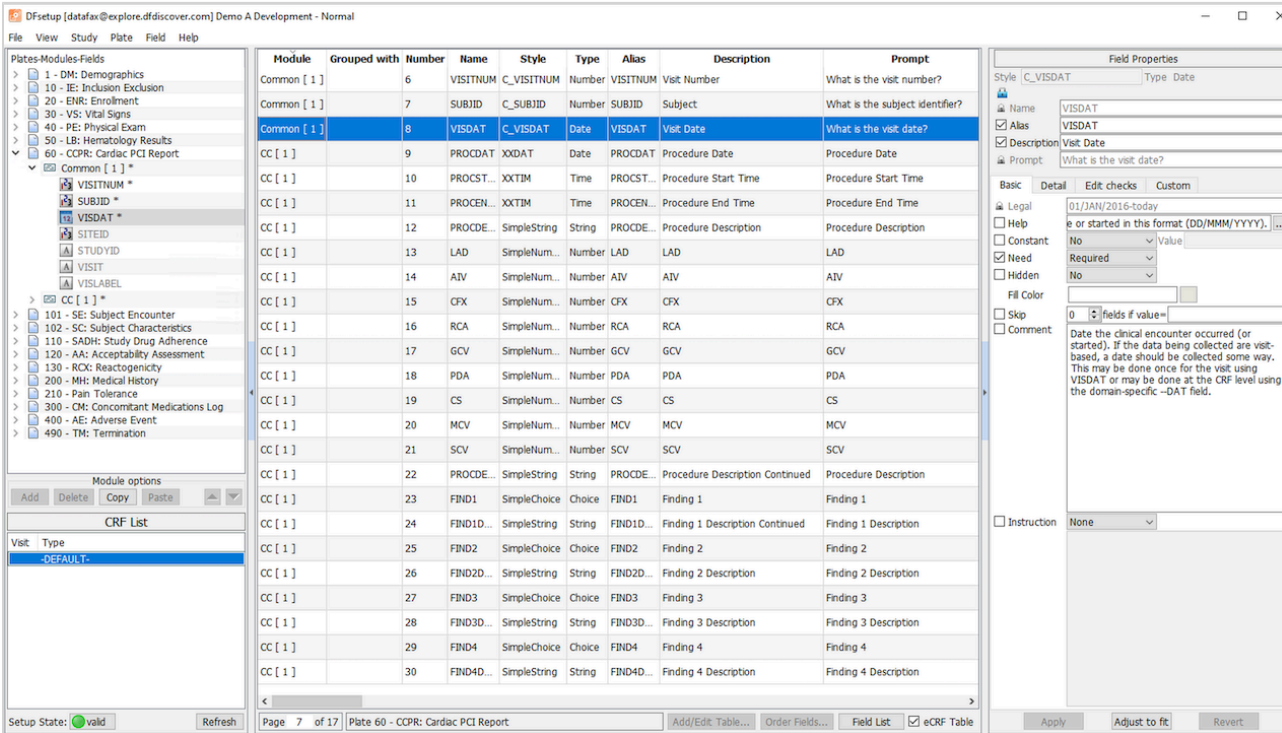 DFsetup [datafax@explore.dfdiscover.com] Demo A Development - Normal
File View Study Plate Field Help
Plates-Modules-Fields
1 - DM: Demographics
10 - IE: Inclusion Exclusion
20 - ENR: Enrolment
30 - VS: Vital Signs
40 - PE: Physical Exam
50 - LB: Hematology Results
60 - CCPR: Cardiac PCI Report
Common [ 1 ] *
VISITNUM *
SUBJID *
VISDAT *
SITEID
STUDYID
VISIT
VISLABEL
CC [ 1 ] *
101 - SE: Subject Encounter
102 - SC: Subject Characteristics
110 - SADH: Study Drug Adherence
120 - AA: Acceptability Assessment
130 - RCX: Reactogenicity
200 - MH: Medical History
210 - Pain Tolerance
300 - CM: Concomitant Medications Log
400 - AE: Adverse Event
490 - TM: Termination
Module options
Add Delete Copy Paste
CRF List
Visit Type
-DEFAULT-
Setup State: valid Refresh
Module Grouped with Number Name Style Type Alias Description Prompt
Common [ 1 ] 6 VISITNUM C_VISITNUM Number VISITNUM Visit Number What is the visit number?
Common [ 1 ] 7 SUBJID C_SUBJID Number SUBJID Subject What is the subject identifier?
Common [ 1 ] 8 VISDAT C_VISDAT Date VISDAT Visit Date What is the visit date?
CC [ 1 ] 9 PROCDAT XXDAT Date PROCDAT Procedure Date Procedure Date
CC [ 1 ] 10 PROCST... XXTIM Time PROCST... Procedure Start Time Procedure Start Time
CC [ 1 ] 11 PROCEN... XXTIM Time PROCEN... Procedure End Time Procedure End Time
CC [ 1 ] 12 PROCDE... SimpleString String PROCDE... Procedure Description Procedure Description
CC [ 1 ] 13 LAD SimpleNum... Number LAD LAD LAD
CC [ 1 ] 14 AIV SimpleNum... Number AIV AIV AIV
CC [ 1 ] 15 CFX SimpleNum... Number CFX CFX CFX
CC [ 1 ] 16 RCA SimpleNum... Number RCA RCA RCA
CC [ 1 ] 17 GCV SimpleNum... Number GCV GCV GCV
CC [ 1 ] 18 PDA SimpleNum... Number PDA PDA PDA
CC [ 1 ] 19 CS SimpleNum... Number CS CS CS
CC [ 1 ] 20 MCV SimpleNum... Number MCV MCV MCV
CC [ 1 ] 21 SCV SimpleNum... Number SCV SCV SCV
CC [ 1 ] 22 PROCDE... SimpleString String PROCDE... Procedure Description Continued Procedure Description
CC [ 1 ] 23 FIND1 SimpleChoice Choice FIND1 Finding 1 Finding 1
CC [ 1 ] 24 FIND1D... SimpleString String FIND1D... Finding 1 Description Continued Finding 1 Description
CC [ 1 ] 25 FIND2 SimpleChoice Choice FIND2 Finding 2 Finding 2
CC [ 1 ] 26 FIND2D... SimpleString String FIND2D... Finding 2 Description Finding 2 Description
CC [ 1 ] 27 FIND3 SimpleChoice Choice FIND3 Finding 3 Finding 3
CC [ 1 ] 28 FIND3D... SimpleString String FIND3D... Finding 3 Description Finding 3 Description
CC [ 1 ] 29 FIND4 SimpleChoice Choice FIND4 Finding 4 Finding 4
CC [ 1 ] 30 FIND4D... SimpleString String FIND4D... Finding 4 Description Finding 4 Description
Page 7 of 17 Plate 60 - CCPR: Cardiac PCI Report Add/Edit Table... Order Fields... Field List eCRF Table
Field Properties
Style C_VISDAT Type Date
Name VISDAT
Alias VISDAT
Description Visit Date
Prompt What is the visit date?
Basic Detail Edit checks Custom
Legal 01/JAN/2016-today
Help e or started in this format (DD/MMM/YYYY). ...
Constant No Value
Need Required
Hidden No
Fill Color
Skip 0 fields if value=
Comment Date the clinical encounter occurred (or
started). If the data being collected are visit-
based, a date should be collected some way.
This may be done once for the visit using
VISDAT or may be done at the CRF level using
the domain-specific --DAT field.
Instruction None
Apply Adjust to fit Revert